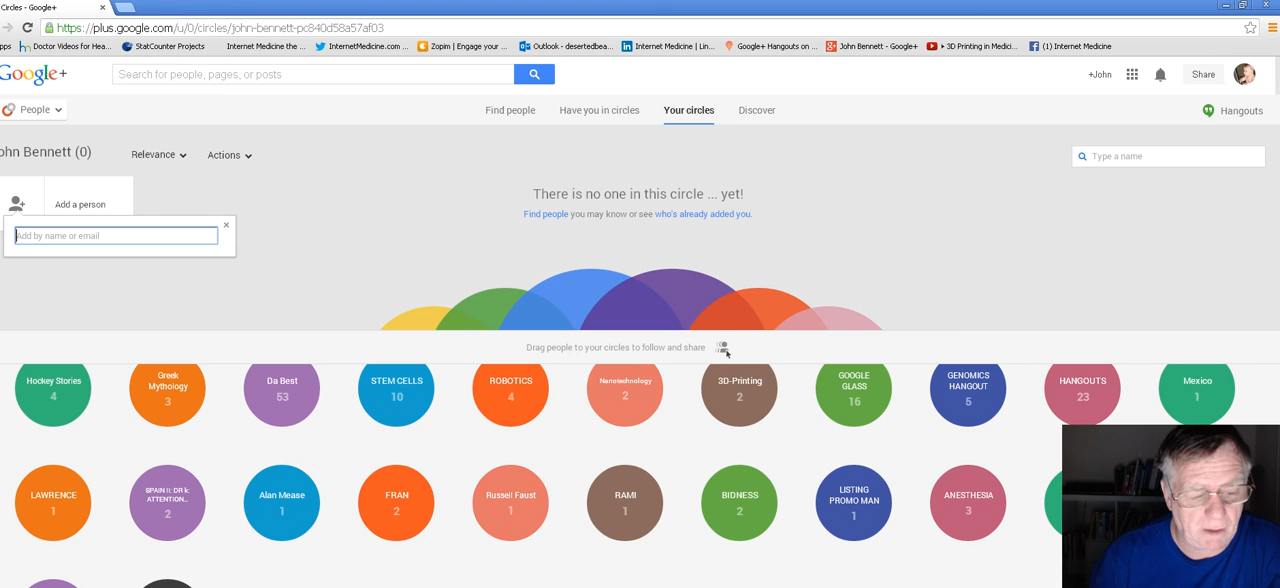 Circles - Google+
https://plus.google.com/u/0/circles/john-bennett-pc840d58a57af03
pps Doctor Videos for Hea... StatCounter Projects Internet Medicine the ... InternetMedicine.com ... Zopim | Engage your ... Outlook - desertedbea... Internet Medicine | Lin... Google+ Hangouts on ... John Bennett - Google+ 3D Printing in Medici... (1) Internet Medicine
Google+ Search for people, pages, or posts +John Share
People Find people Have you in circles Your circles Discover Hangouts
ohn Bennett (0) Relevance Actions Type a name
There is no one in this circle ... yet!
Add a person
Find people you may know or see who's already added you.
Add by name or email
Drag people to your circles to follow and share
Hockey Stories 4
Greek Mythology 3
Da Best 53
STEM CELLS 10
ROBOTICS 4
Nanotechnology 2
3D-Printing 2
GOOGLE GLASS 16
GENOMICS HANGOUT 5
HANGOUTS 23
Mexico 1
LAWRENCE 1
SPAIN II: DR k: ATTENTION... 2
Alan Mease 1
FRAN 2
Russell Faust 1
RAMI 1
BIDNESS 2
LISTING PROMO MAN 1
ANESTHESIA 3